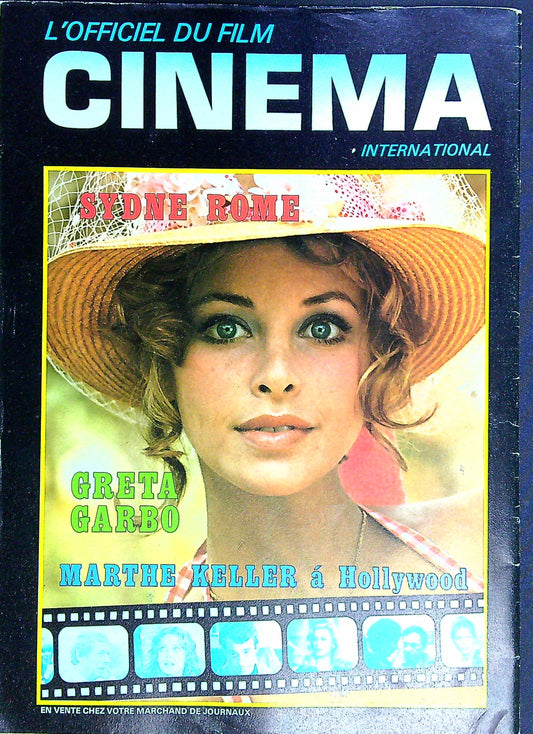 L'OFFICIEL DU FILM
CINEMA
INTERNATIONAL
SYDNE ROME
GRETA
GARBO
MARTHE KELLER á Hollywood
EN VENTE CHEZ VOTRE MARCHAND DE JOURNAUX